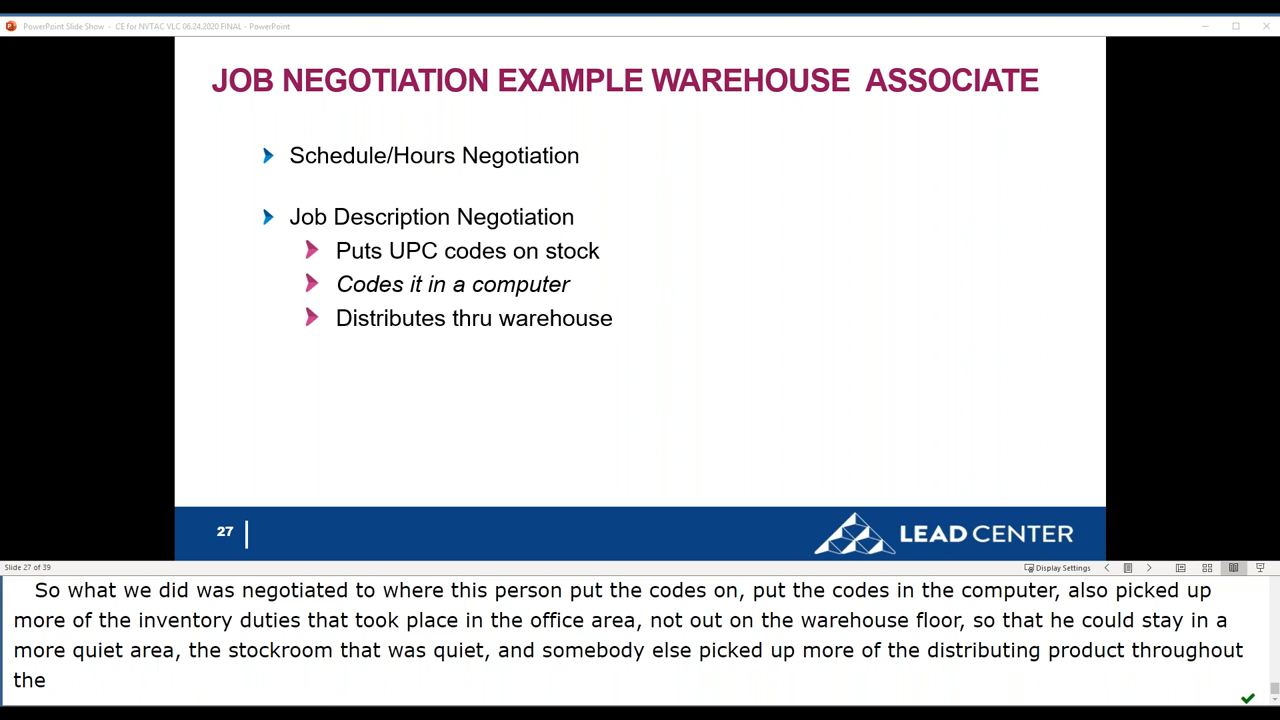 PowerPoint Slide Show - CE for NVTAC VLC 06.24.2020 FINAL - PowerPoint
JOB NEGOTIATION EXAMPLE WAREHOUSE ASSOCIATE
Schedule/Hours Negotiation
Job Description Negotiation
Puts UPC codes on stock
Codes it in a computer
Distributes thru warehouse
27
LEAD CENTER
Slide 27 of 39
Display Settings
So what we did was negotiated to where this person put the codes on, put the codes in the computer, also picked up
more of the inventory duties that took place in the office area, not out on the warehouse floor, so that he could stay in a
more quiet area, the stockroom that was quiet, and somebody else picked up more of the distributing product throughout
the